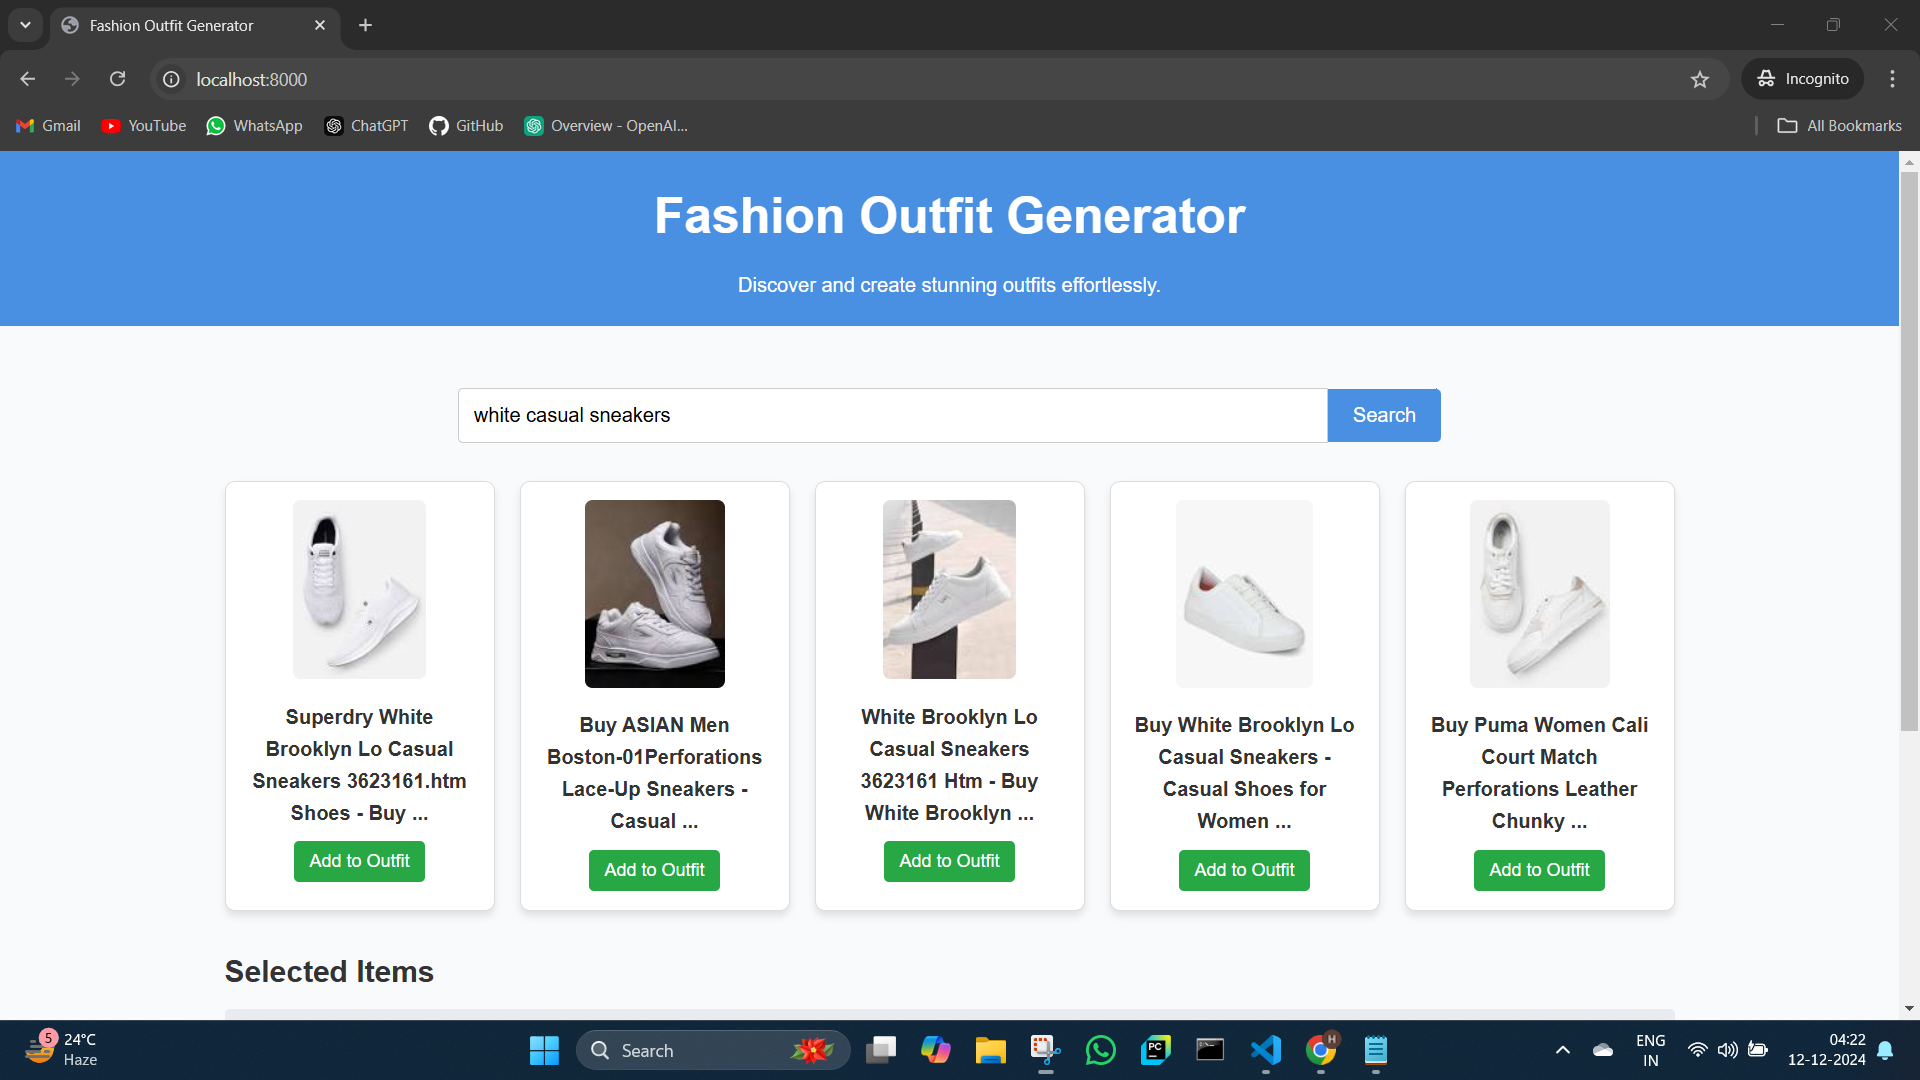 Fashion Outfit Generator
localhost:8000
Incognito
Gmail
YouTube
WhatsApp
ChatGPT
GitHub
Overview - OpenAI...
All Bookmarks
Fashion Outfit Generator
Discover and create stunning outfits effortlessly.
white casual sneakers
Search
Superdry White
Brooklyn Lo Casual
Sneakers 3623161.htm
Shoes - Buy ...
Add to Outfit
Buy ASIAN Men
Boston-01Perforations
Lace-Up Sneakers -
Casual ...
Add to Outfit
White Brooklyn Lo
Casual Sneakers
3623161 Htm - Buy
White Brooklyn ...
Add to Outfit
Buy White Brooklyn Lo
Casual Sneakers -
Casual Shoes for
Women ...
Add to Outfit
Buy Puma Women Cali
Court Match
Perforations Leather
Chunky ...
Add to Outfit
Selected Items
5
24°C
Haze
Search
PC
H
ENG
IN
04:22
12-12-2024